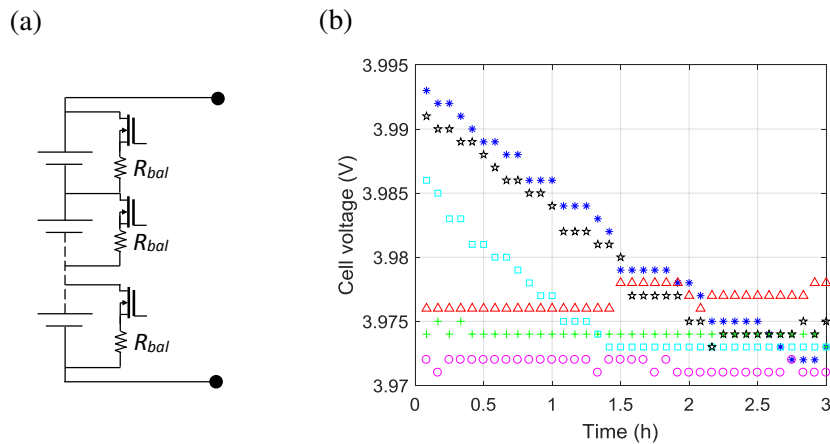 (a)
(b)
R_bal
R_bal
R_bal
3.995
3.99
3.985
3.98
3.975
3.97
Cell voltage (V)
0 0.5 1 1.5 2 2.5 3
Time (h)